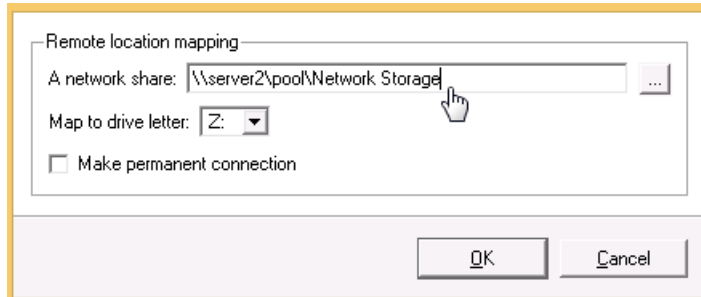 Remote location mapping
A network share: \\server2\pool\Network Storage ...
Map to drive letter: Z:
Make permanent connection
OK Cancel